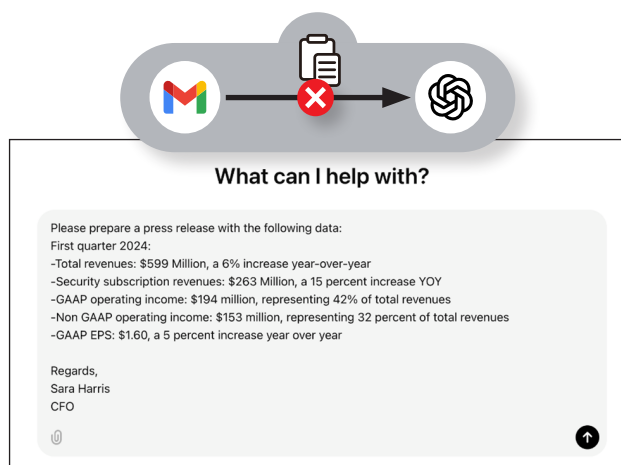 What can I help with?
Please prepare a press release with the following data:
First quarter 2024:
-Total revenues: $599 Million, a 6% increase year-over-year
-Security subscription revenues: $263 Million, a 15 percent increase YOY
-GAAP operating income: $194 million, representing 42% of total revenues
-Non GAAP operating income: $153 million, representing 32 percent of total revenues
-GAAP EPS: $1.60, a 5 percent increase year over year
Regards,
Sara Harris
CFO